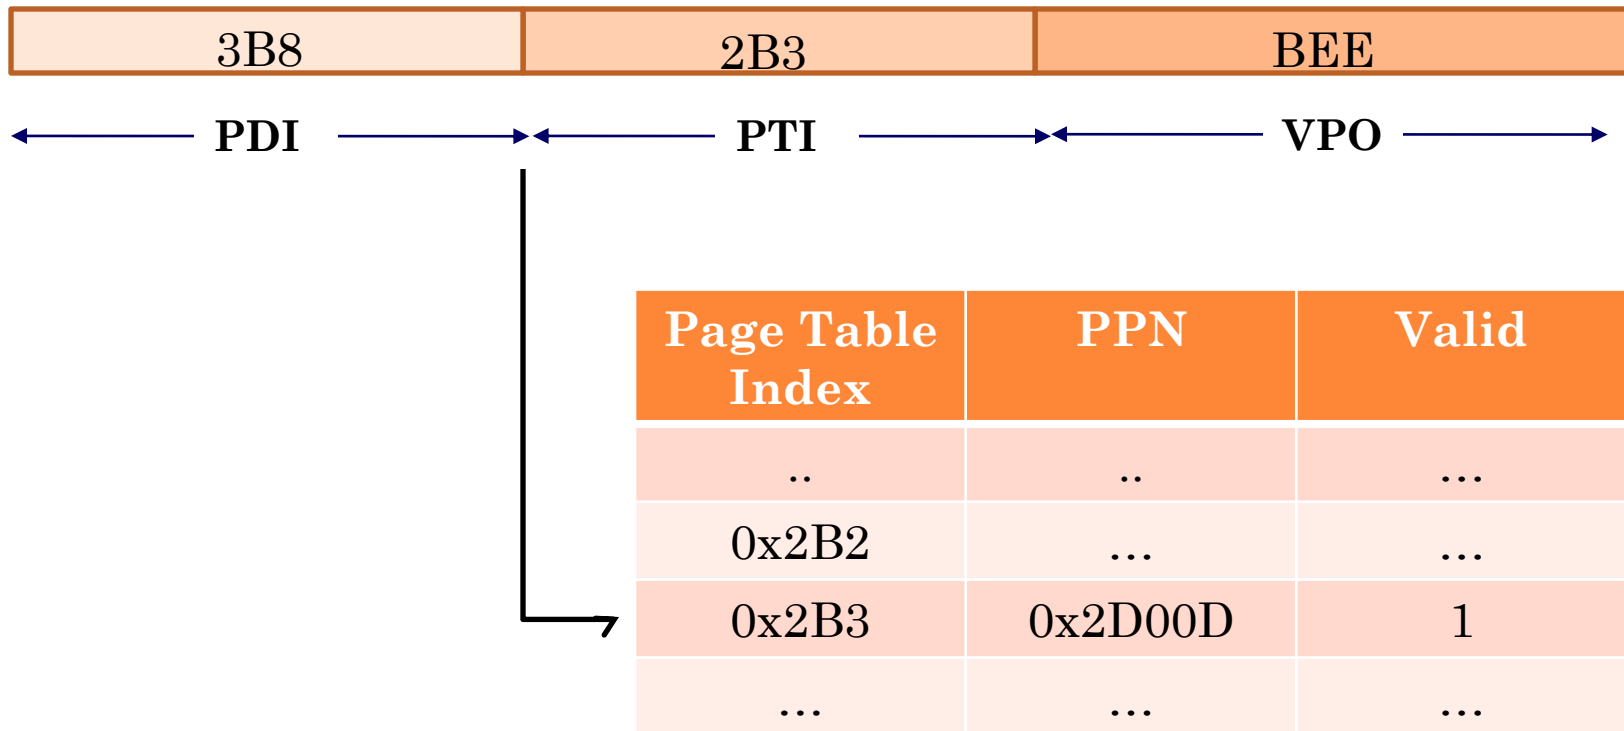 3B8 2B3 BEE
PDI PTI VPO
Page Table Index PPN Valid
.. .. ...
0x2B2 ... ...
0x2B3 0x2D00D 1
... ... ...